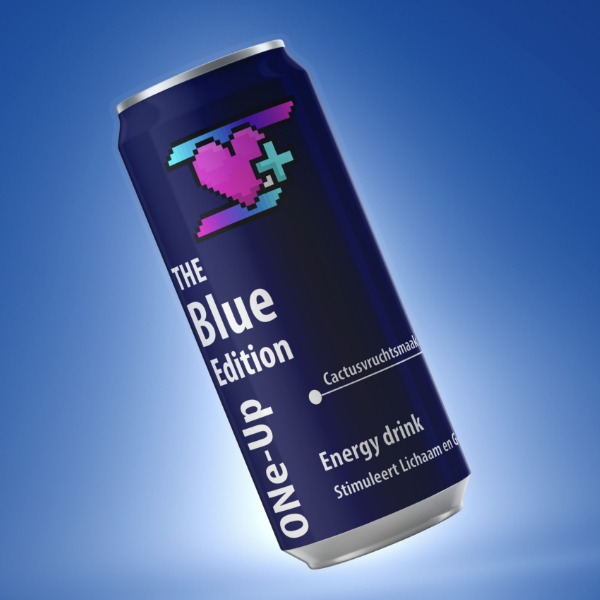 THE
Blue
Edition
ONe-Up
Cactusvruchtsmaak
Energy drink
Stimuleert Lichaam en